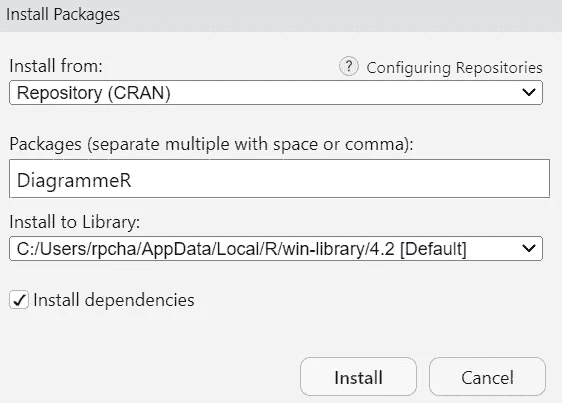 Install Packages
Install from:
? Configuring Repositories
Repository (CRAN)
Packages (separate multiple with space or comma):
DiagrammeR
Install to Library:
C:/Users/rpcha/AppData/Local/R/win-library/4.2 [Default]
Install dependencies
Install
Cancel